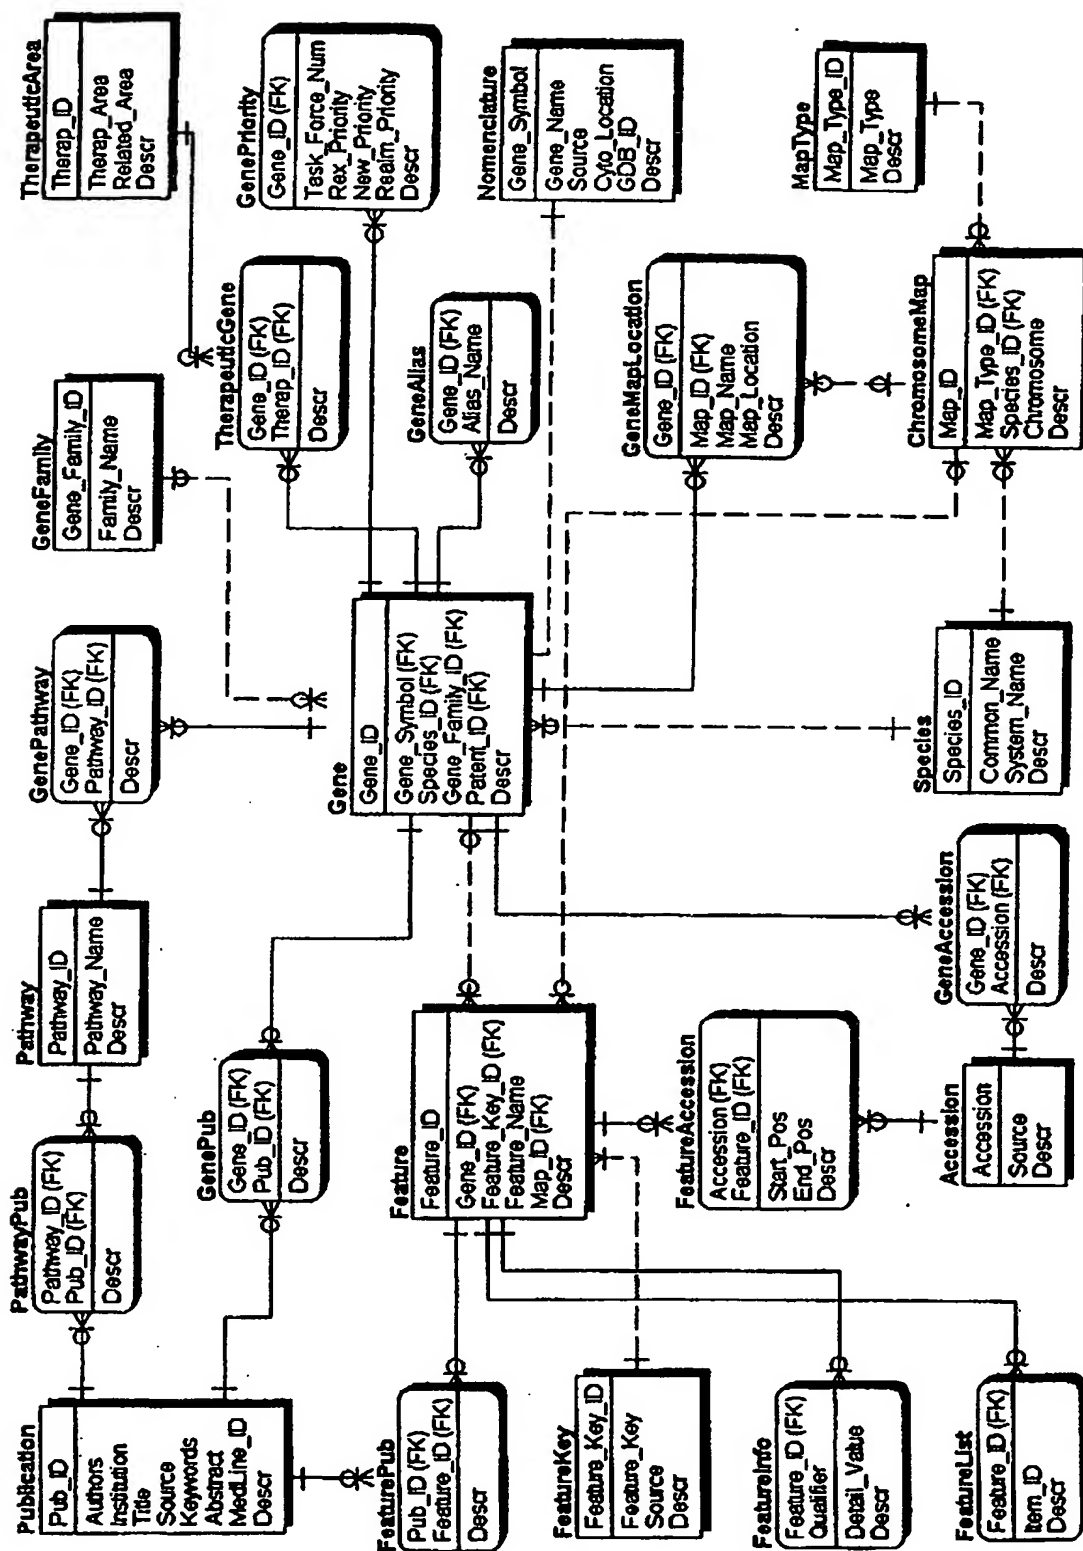 TherapeuticArea
Therap_ID
Therap_Area
Related_Area
Descr
GenePriority
Gene_ID (FK)
Task_Force_Num
Rex_Priority
New_Priority
Realm_Priority
Descr
Nomenclature
Gene_Symbol
Gene_Name
Source
Cyto_Location
GDB_ID
Descr
MapType
Map_Type_ID
Map_Type
Descr
GeneFamily
Gene_Family_ID
Family_Name
Descr
TherapeuticGene
Gene_ID (FK)
Therap_ID (FK)
Descr
GeneAlias
Gene_ID (FK)
Alias_Name
Descr
GeneMapLocation
Gene_ID (FK)
Map_ID (FK)
Map_Name
Map_Location
Descr
ChromoseMap
Map_ID
Map_Type_ID (FK)
Species_ID (FK)
Chromosome
Descr
GenePathway
Gene_ID (FK)
Pathway_ID (FK)
Descr
Gene
Gene_ID
Gene_Symbol (FK)
Species_ID (FK)
Gene_Family_ID (FK)
Patent_ID (FK)
Descr
Species
Species_ID
Common_Name
System_Name
Descr
Pathway
Pathway_ID
Pathway_Name
Descr
GenePub
Gene_ID (FK)
Pub_ID (FK)
Descr
Feature
Feature_ID
Gene_ID (FK)
Feature_Key_ID (FK)
Feature_Name
Map_ID (FK)
Descr
FeatureAccession
Accession (FK)
Feature_ID (FK)
Start_Pos
End_Pos
Descr
GeneAccession
Gene_ID (FK)
Accession (FK)
Descr
Accession
Accession
Source
Descr
PathwayPub
Pathway_ID (FK)
Pub_ID (FK)
Descr
Publication
Pub_ID
Authors
Institution
Title
Source
Keywords
Abstract
MedLine_ID
Descr
FeaturePub
Pub_ID (FK)
Feature_ID (FK)
Descr
FeatureKey
Feature_Key_ID
Feature_Key
Source
Descr
FeatureInfo
Feature_ID (FK)
Qualifier
Detail_Value
Descr
FeatureList
Feature_ID (FK)
Item_ID
Descr